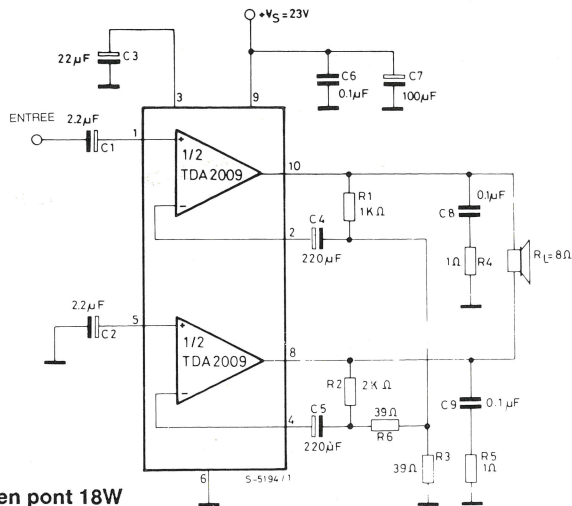 +Vs=23V
22µF
C3
C6
0.1µF
C7
100µF
3
9
ENTREE
2.2µF
C1
1
+
1/2
TDA2009
-
10
R1
1KΩ
C4
220µF
2
0.1µF
C8
1Ω
R4
RL=8Ω
2.2µF
C2
5
+
1/2
TDA2009
-
8
R2
2KΩ
C5
220µF
4
39Ω
R6
39Ω
R3
C9
0.1µF
R5
1Ω
6
S-5194/1
en pont 18W